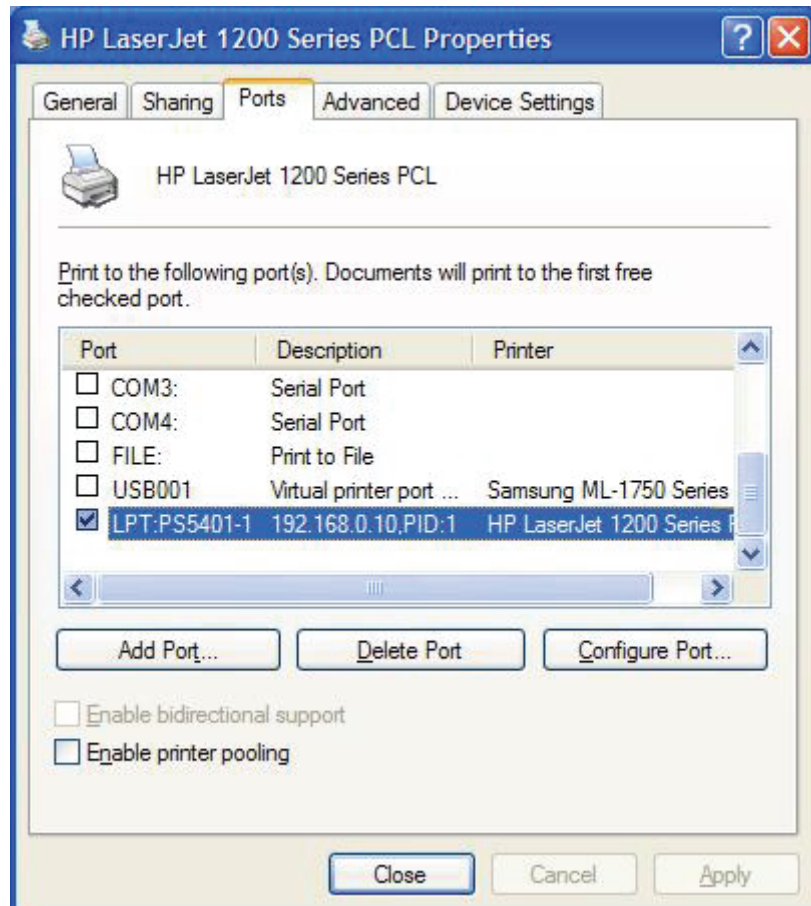 HP LaserJet 1200 Series PCL Properties
General Sharing Ports Advanced Device Settings
HP LaserJet 1200 Series PCL
Print to the following port(s). Documents will print to the first free
checked port.
Port Description Printer
COM3: Serial Port
COM4: Serial Port
FILE: Print to File
USB001 Virtual printer port ... Samsung ML-1750 Series
LPT:PS5401-1 192.168.0.10,PID:1 HP LaserJet 1200 Series
Add Port... Delete Port Configure Port...
Enable bidirectional support
Enable printer pooling
Close Cancel Apply